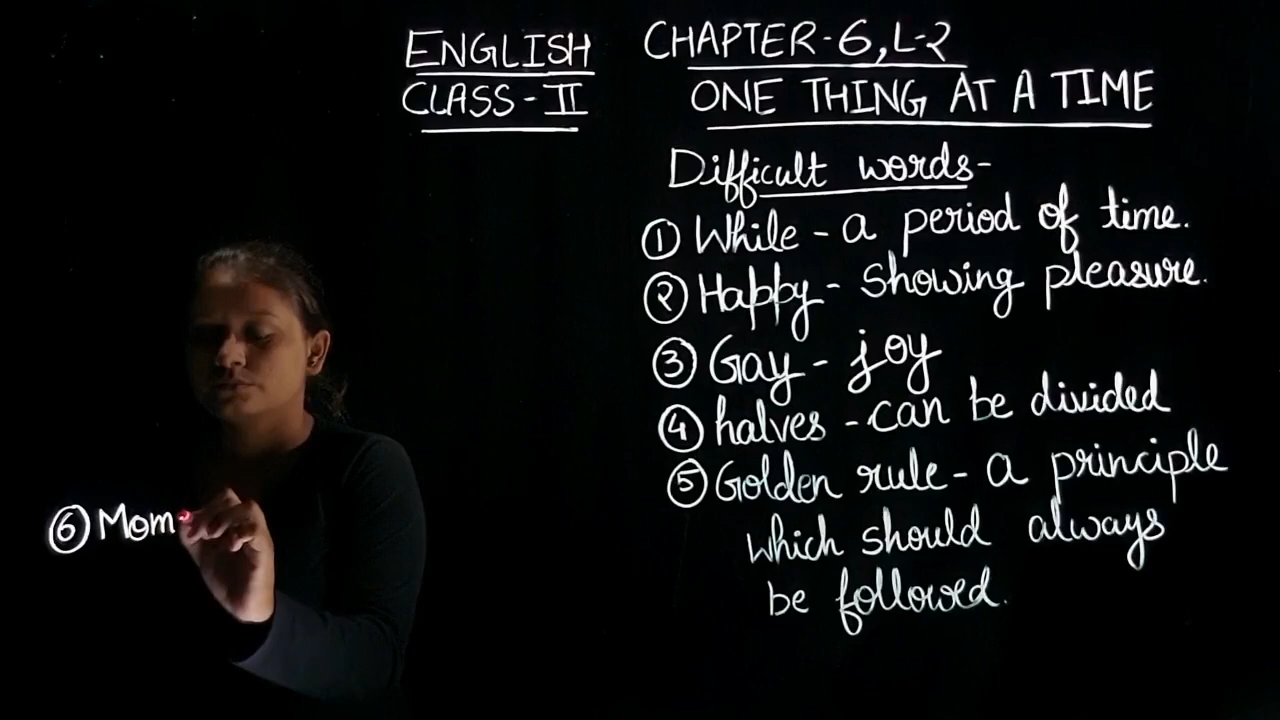 ENGLISH
CLASS-II
CHAPTER-6, L-2
ONE THING AT A TIME
Difficult words-
① While - a period of time.
② Happy - Showing pleasure.
③ Gay - joy
④ halves - can be divided
⑤ Golden rule - a principle
which should always
be followed.
⑥ Mom